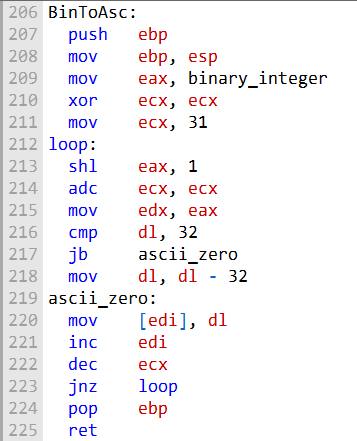 206 BinToAsc:
207 push ebp
208 mov ebp, esp
209 mov eax, binary_integer
210 xor ecx, ecx
211 mov ecx, 31
212 loop:
213 shl eax, 1
214 adc ecx, ecx
215 mov edx, eax
216 cmp dl, 32
217 jb ascii_zero
218 mov dl, dl - 32
219 ascii_zero:
220 mov [edi], dl
221 inc edi
222 dec ecx
223 jnz loop
224 pop ebp
225 ret